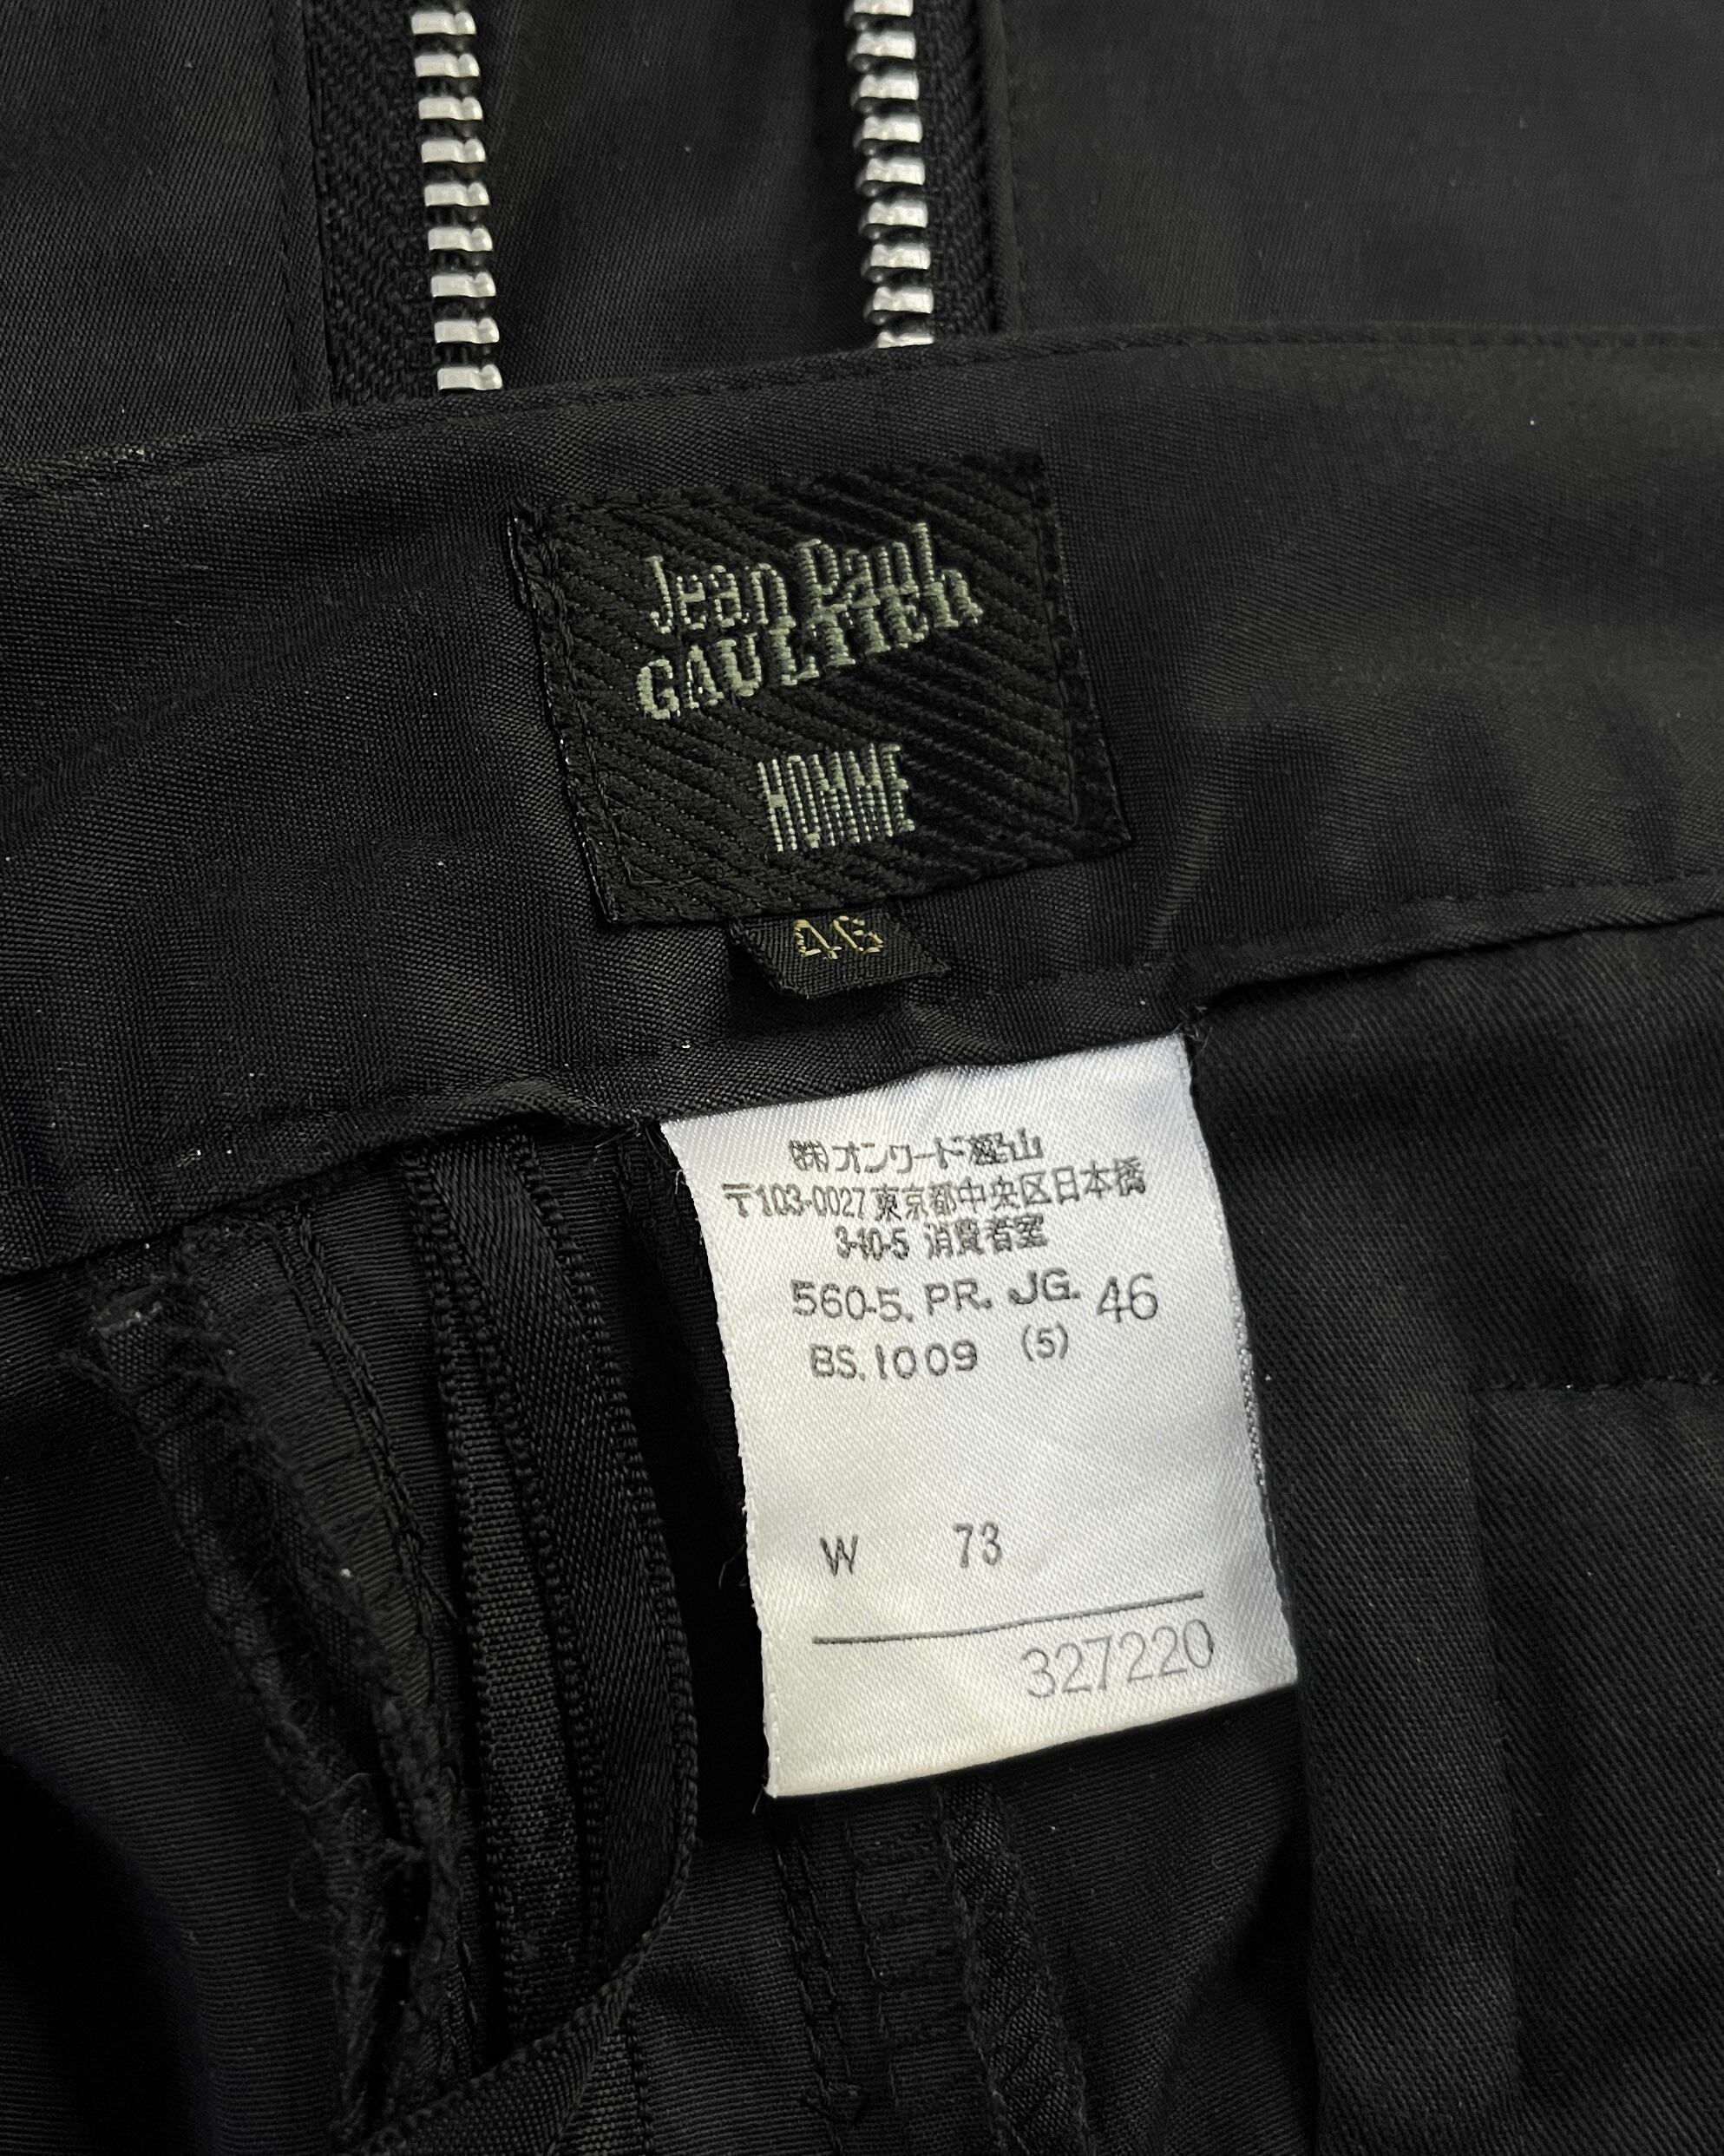 Jean Paul
GAULTIER
HOMME
46
㈱オンワード樫山
〒103-0027 東京都中央区日本橋
3-10-5 消費者室
560-5. PR. JG. 46
BS. 1009 (5)
W 73
327220